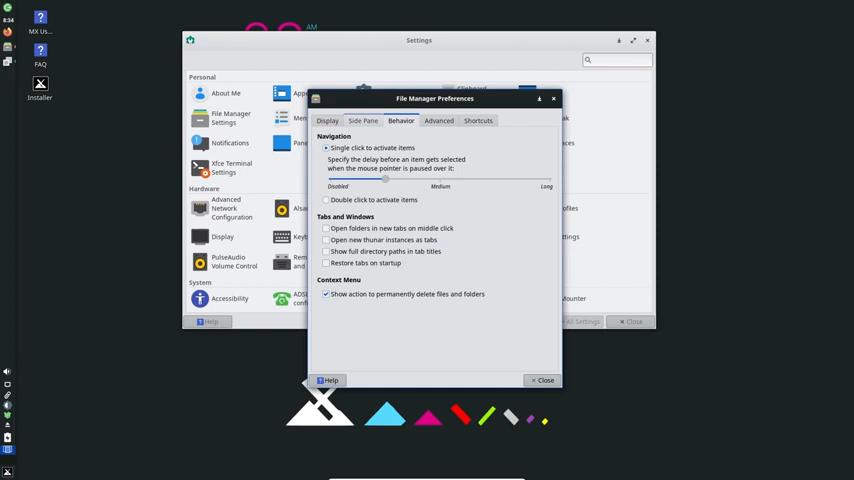 AM
8:34
MX Us...
FAQ
Installer
Settings
Personal
About Me
File Manager
Settings
Notifications
Xfce Terminal
Settings
Hardware
Advanced
Network
Configuration
Display
PulseAudio
Volume Control
System
Accessibility
Help
All Settings
Close
File Manager Preferences
Display
Side Pane
Behavior
Advanced
Shortcuts
Navigation
Single click to activate items
Specify the delay before an item gets selected
when the mouse pointer is paused over it:
Disabled
Medium
Long
Double click to activate items
Tabs and Windows
Open folders in new tabs on middle click
Open new thunar instances as tabs
Show full directory paths in tab titles
Restore tabs on startup
Context Menu
Show action to permanently delete files and folders
Help
Close